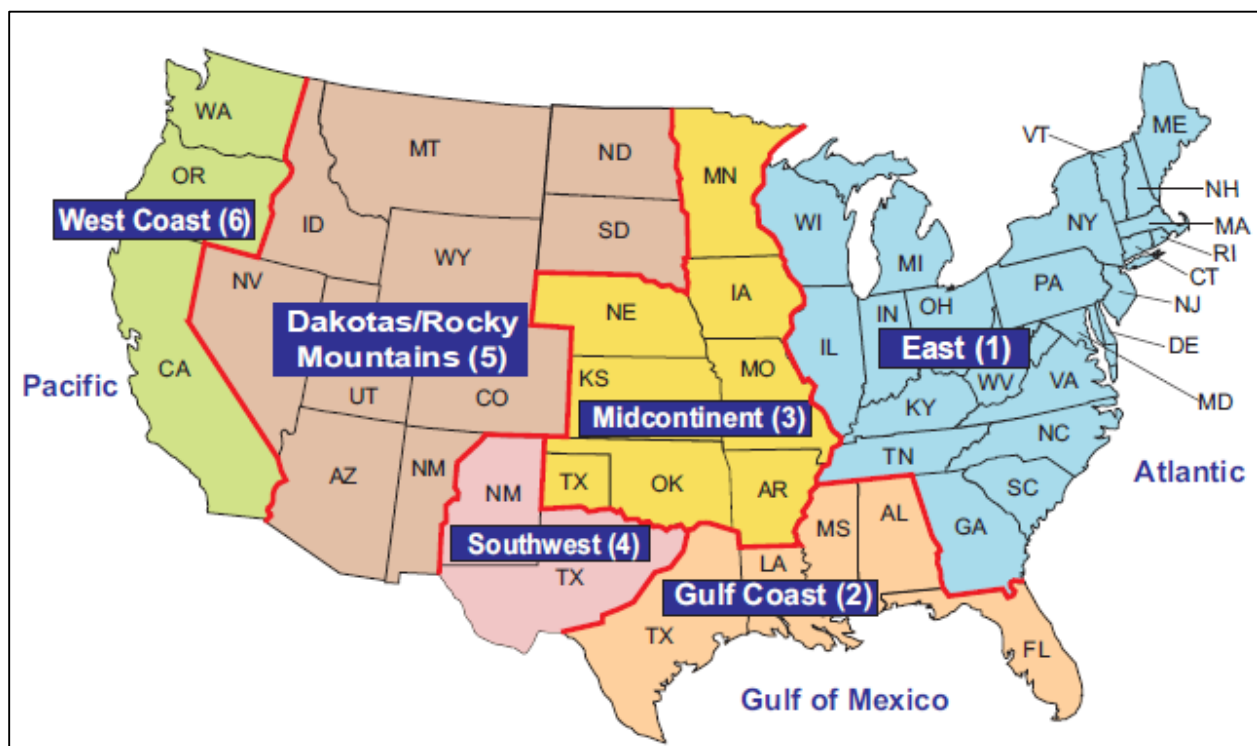 WA
MT
ND
MN
ME
VT
OR
NH
West Coast (6)
ID
SD
WI
NY
MA
WY
MI
RI
CT
NV
IA
PA
NE
NJ
Dakotas/Rocky
Mountains (5)
IN
OH
East (1)
DE
IL
Pacific
CA
KS
MO
WV
VA
MD
UT
CO
KY
Midcontinent (3)
NC
TN
Atlantic
AZ
NM
NM
TX
OK
AR
SC
MS
AL
GA
Southwest (4)
LA
TX
Gulf Coast (2)
TX
FL
Gulf of Mexico